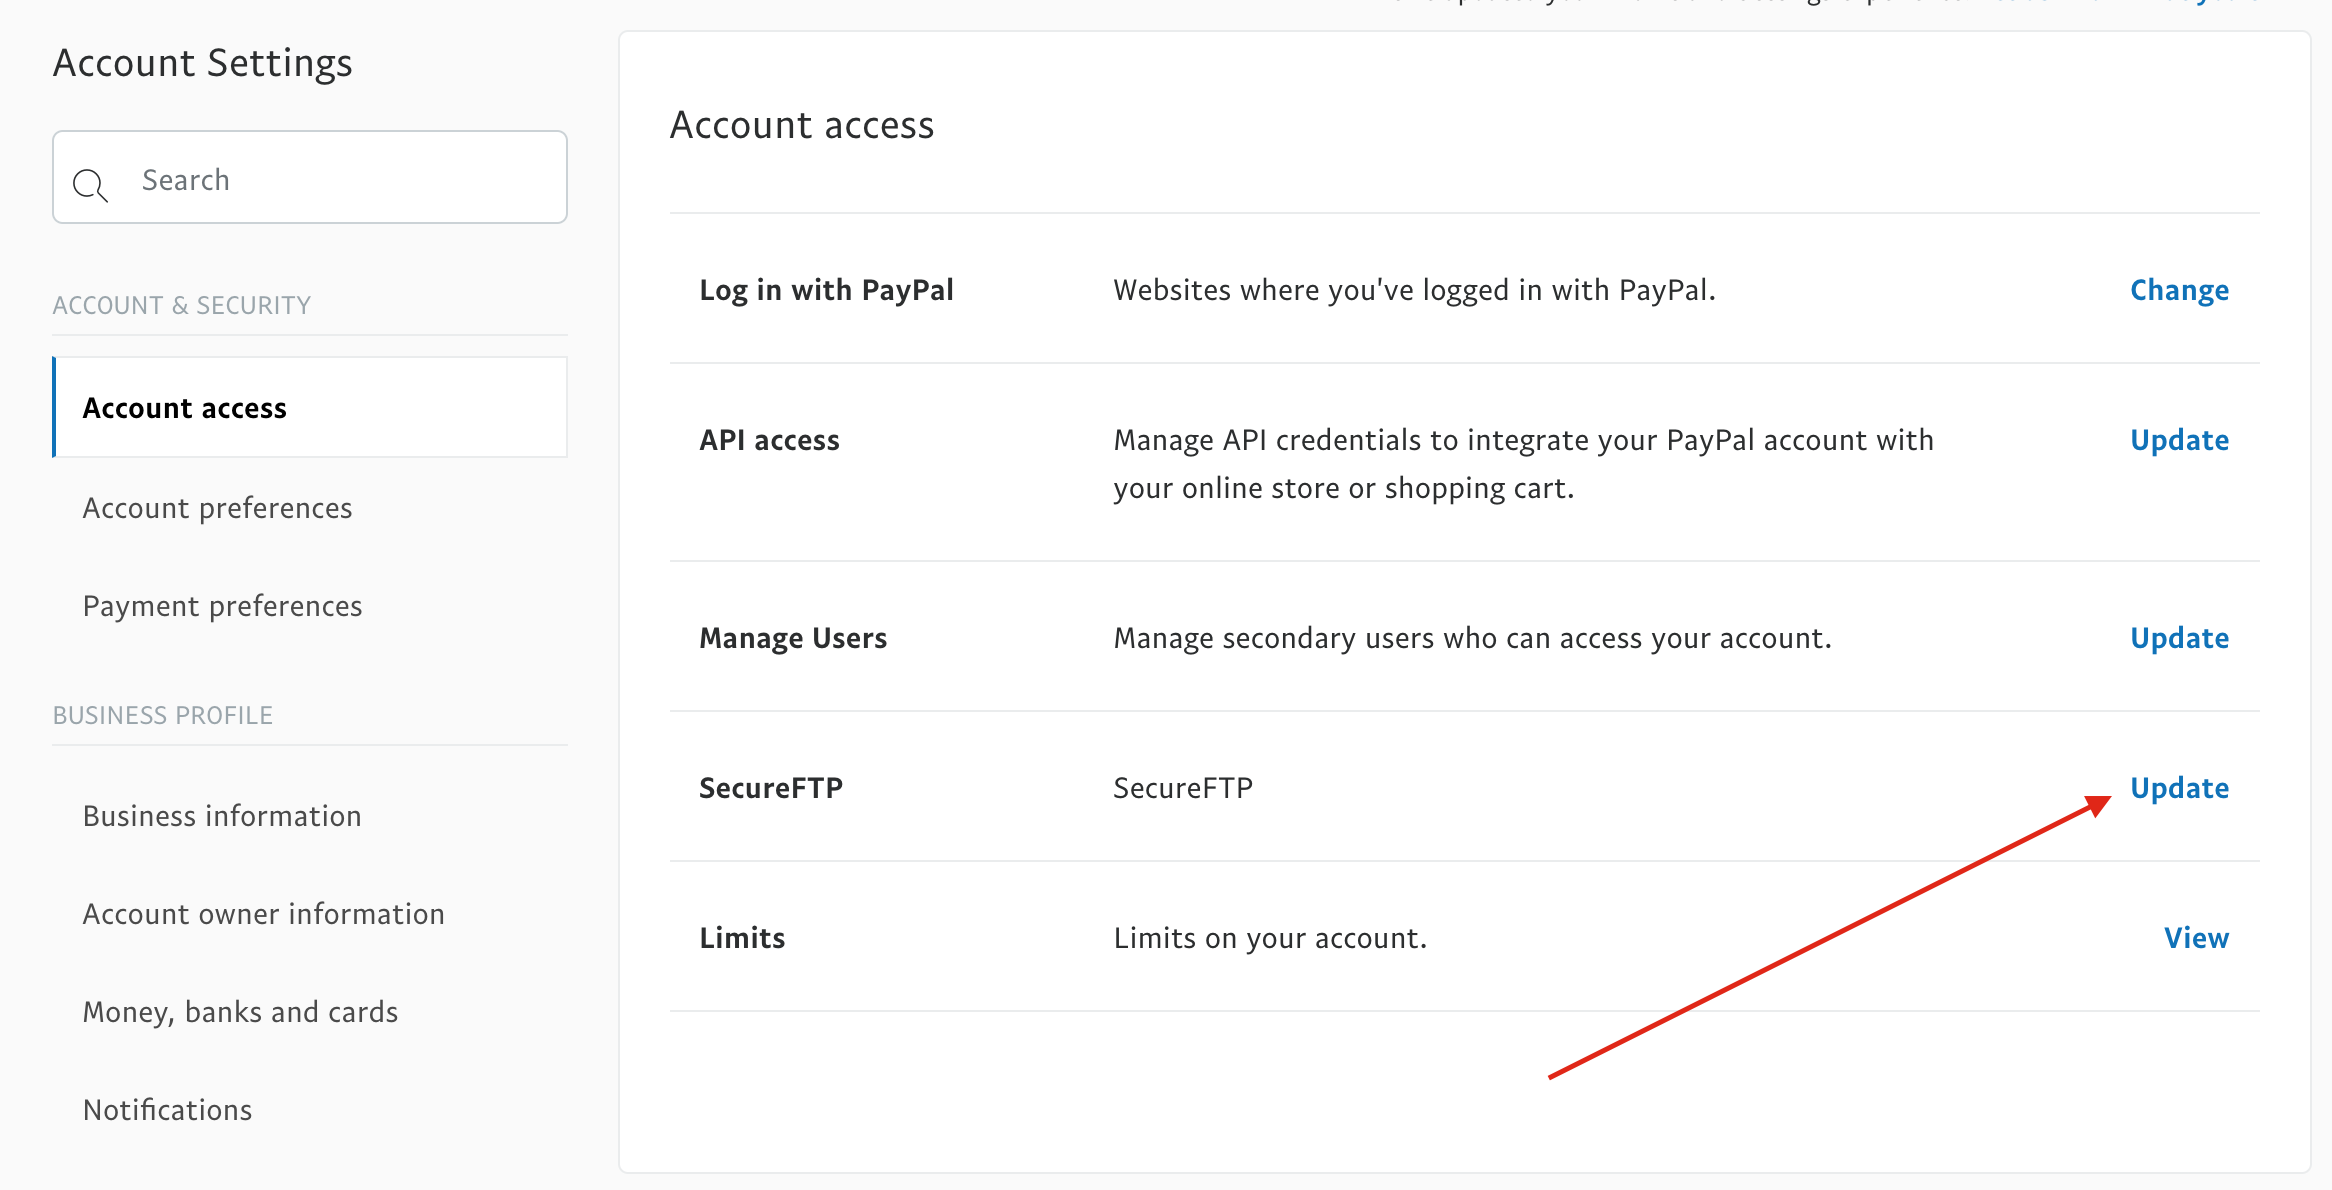 Account Settings
Search
ACCOUNT & SECURITY
Account access
Account preferences
Payment preferences
BUSINESS PROFILE
Business information
Account owner information
Money, banks and cards
Notifications
Account access
Log in with PayPal
Websites where you've logged in with PayPal.
Change
API access
Manage API credentials to integrate your PayPal account with
your online store or shopping cart.
Update
Manage Users
Manage secondary users who can access your account.
Update
SecureFTP
SecureFTP
Update
Limits
Limits on your account.
View